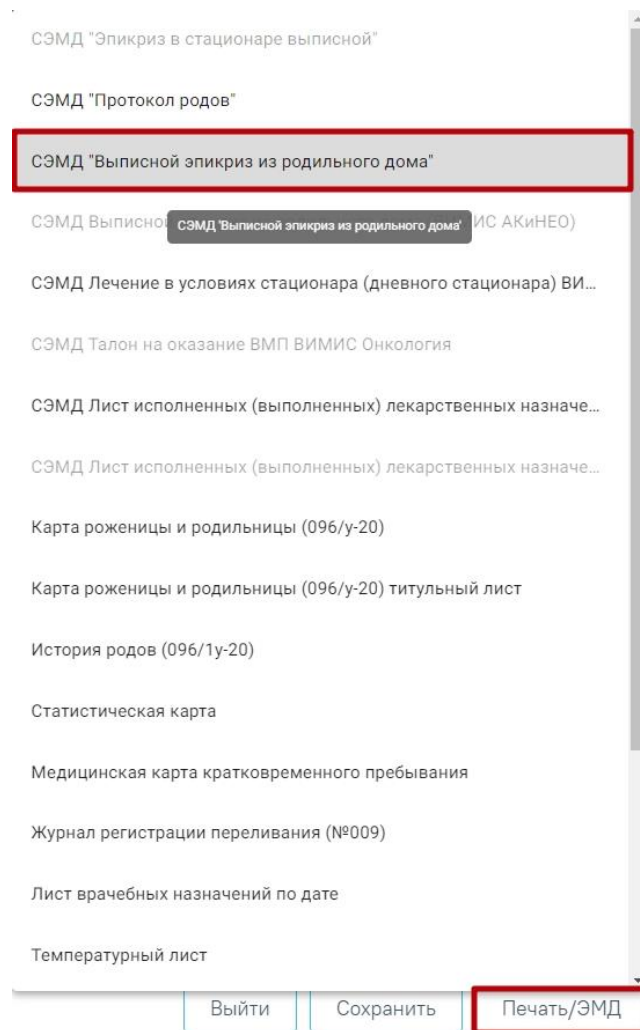 СЭМД "Эпикриз в стационаре выписной"
СЭМД "Протокол родов"
СЭМД "Выписной эпикриз из родильного дома"
СЭМД Выписной ИС АКиНЕО)
СЭМД 'Выписной эпикриз из родильного дома'
СЭМД Лечение в условиях стационара (дневного стационара) ВИ...
СЭМД Талон на оказание ВМП ВИМИС Онкология
СЭМД Лист исполненных (выполненных) лекарственных назначе...
СЭМД Лист исполненных (выполненных) лекарственных назначе...
Карта роженицы и родильницы (096/у-20)
Карта роженицы и родильницы (096/у-20) титульный лист
История родов (096/1у-20)
Статистическая карта
Медицинская карта кратковременного пребывания
Журнал регистрации переливания (№009)
Лист врачебных назначений по дате
Температурный лист
Выйти Сохранить Печать/ЭМД